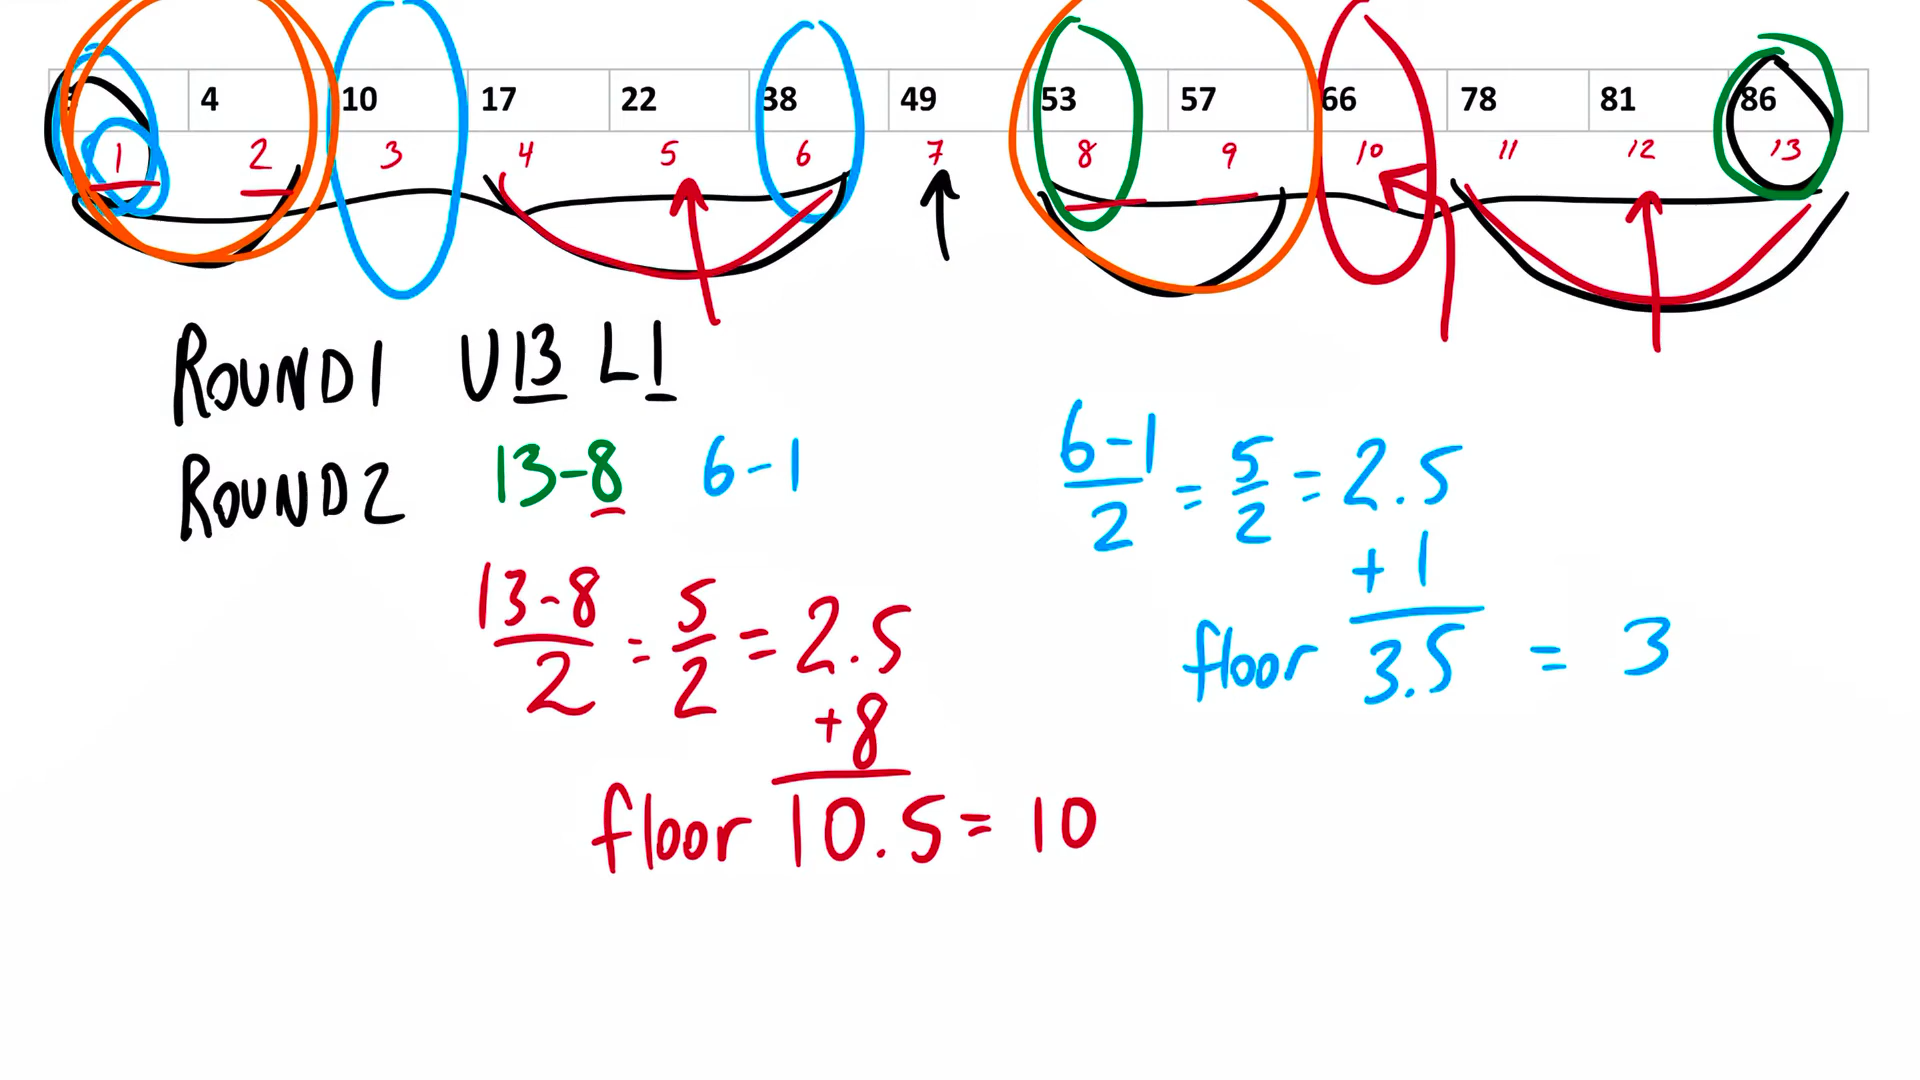 4 10 17 22 38 49 53 57 66 78 81 86
1 2 3 4 5 6 7 8 9 10 11 12 13
ROUND1 U13 L1
ROUND2 13-8 6-1
13-8
2
= 5
2
= 2.5
+8
floor 10.5 = 10
6-1
2
= 5
2
= 2.5
+1
floor 3.5 = 3